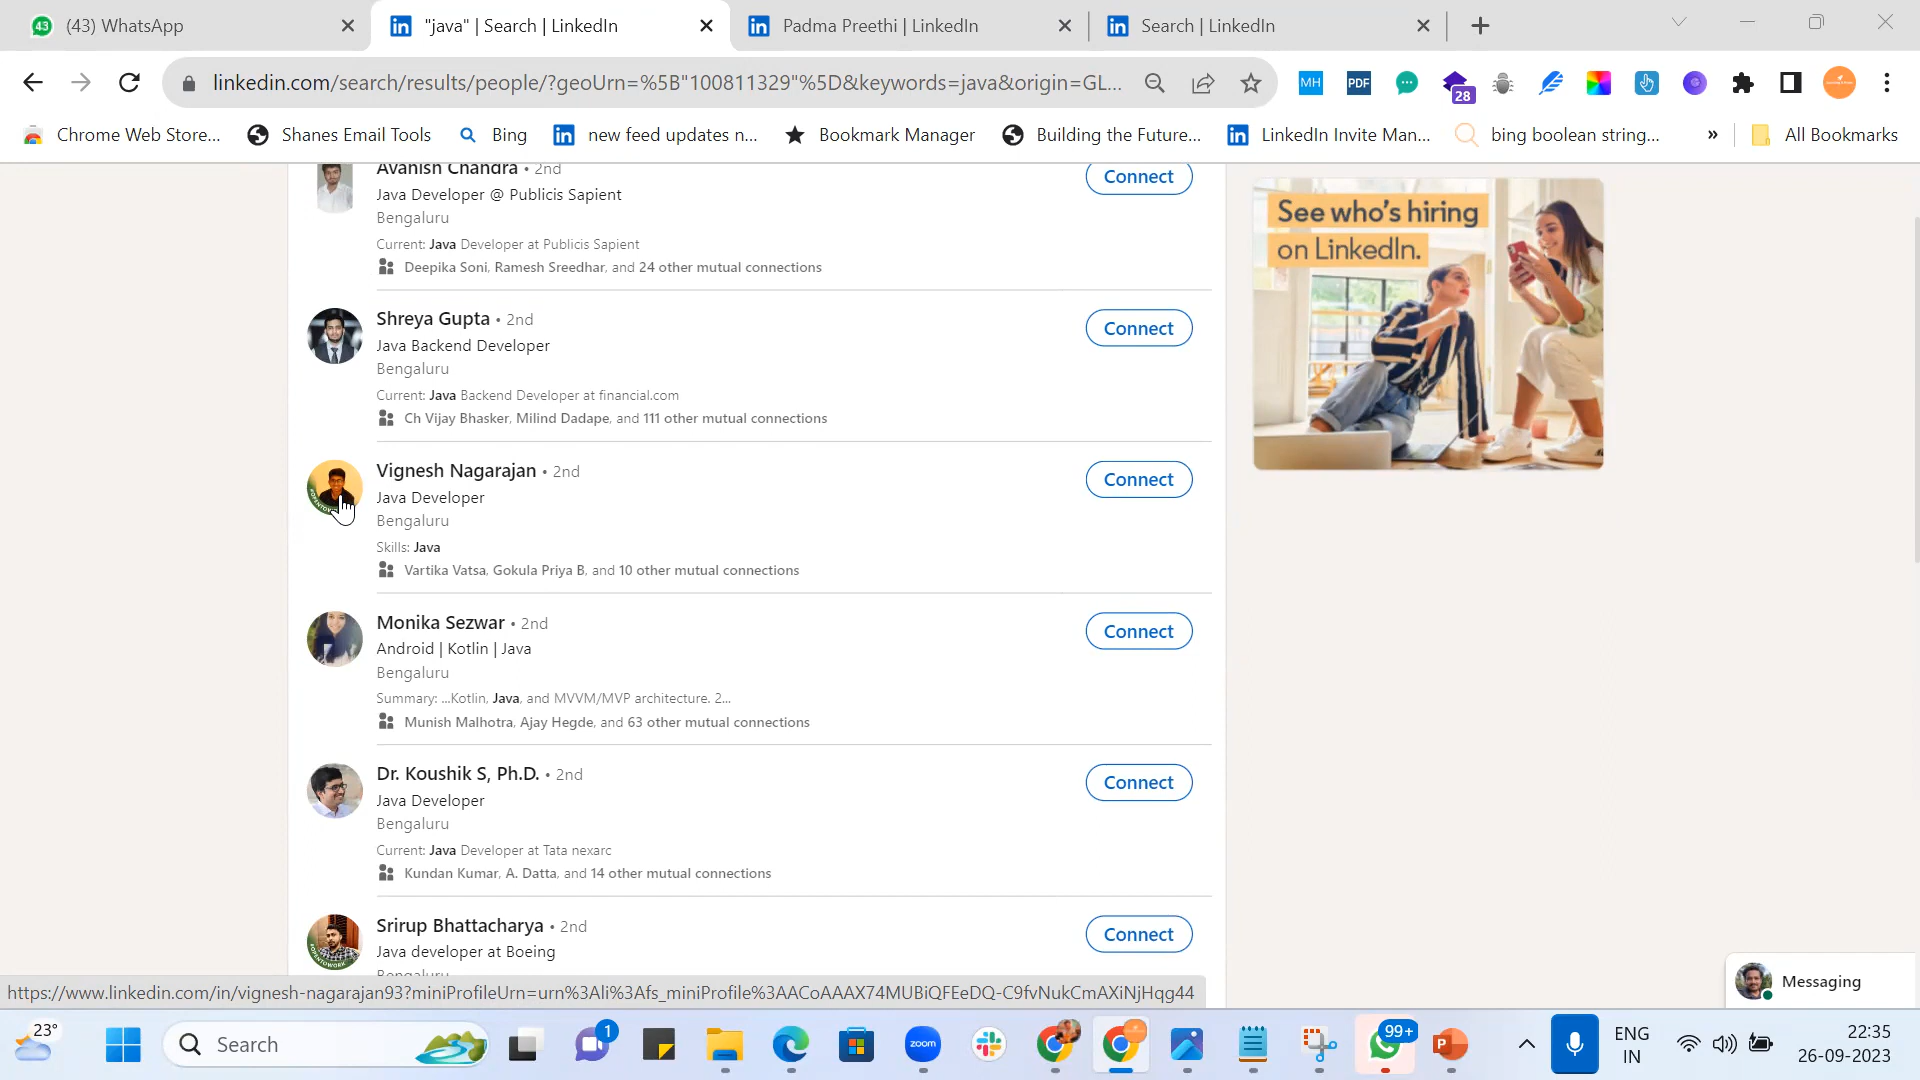 43 (43) WhatsApp
"java" | Search | LinkedIn
Padma Preethi | LinkedIn
Search | LinkedIn
linkedin.com/search/results/people/?geoUrn=%5B"100811329"%5D&keywords=java&origin=GL...
MH PDF 28
Chrome Web Store... Shanes Email Tools Bing new feed updates n... Bookmark Manager Building the Future... LinkedIn Invite Man... bing boolean string... » All Bookmarks
Avanish Chandra • 2nd
Connect
Java Developer @ Publicis Sapient
Bengaluru
Current: Java Developer at Publicis Sapient
Deepika Soni, Ramesh Sreedhar, and 24 other mutual connections
Shreya Gupta • 2nd
Connect
Java Backend Developer
Bengaluru
Current: Java Backend Developer at financial.com
Ch Vijay Bhasker, Milind Dadape, and 111 other mutual connections
Vignesh Nagarajan • 2nd
Connect
Java Developer
Bengaluru
Skills: Java
Vartika Vatsa, Gokula Priya B, and 10 other mutual connections
Monika Sezwar • 2nd
Connect
Android | Kotlin | Java
Bengaluru
Summary: ...Kotlin, Java, and MVVM/MVP architecture. 2...
Munish Malhotra, Ajay Hegde, and 63 other mutual connections
Dr. Koushik S, Ph.D. • 2nd
Connect
Java Developer
Bengaluru
Current: Java Developer at Tata nexarc
Kundan Kumar, A. Datta, and 14 other mutual connections
Srirup Bhattacharya • 2nd
Connect
Java developer at Boeing
Bengaluru
See who's hiring
on LinkedIn.
Messaging
https://www.linkedin.com/in/vignesh-nagarajan93?miniProfileUrn=urn%3Ali%3Afs_miniProfile%3AACoAAAX74MUBiQFEeDQ-C9fvNukCmAXiNjHqg44
23°
Search
1
zoom
99+
ENG
IN
22:35
26-09-2023